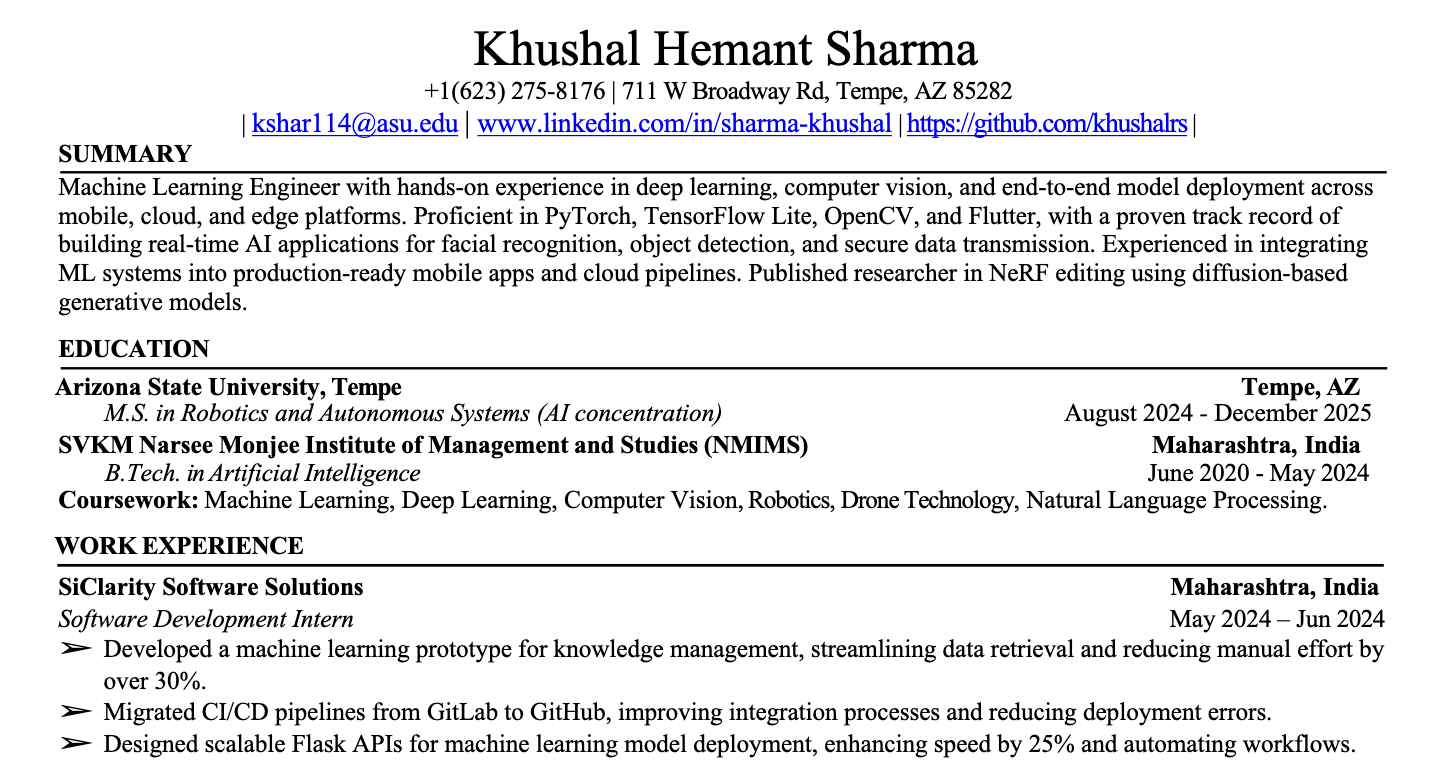 Khushal Hemant Sharma
+1(623) 275-8176 | 711 W Broadway Rd, Tempe, AZ 85282
| kshar114@asu.edu | www.linkedin.com/in/sharma-khushal | https://github.com/khushalrs |
SUMMARY
Machine Learning Engineer with hands-on experience in deep learning, computer vision, and end-to-end model deployment across
mobile, cloud, and edge platforms. Proficient in PyTorch, TensorFlow Lite, OpenCV, and Flutter, with a proven track record of
building real-time AI applications for facial recognition, object detection, and secure data transmission. Experienced in integrating
ML systems into production-ready mobile apps and cloud pipelines. Published researcher in NeRF editing using diffusion-based
generative models.
EDUCATION
Arizona State University, Tempe Tempe, AZ
M.S. in Robotics and Autonomous Systems (AI concentration) August 2024 - December 2025
SVKM Narsee Monjee Institute of Management and Studies (NMIMS) Maharashtra, India
B.Tech. in Artificial Intelligence June 2020 - May 2024
Coursework: Machine Learning, Deep Learning, Computer Vision, Robotics, Drone Technology, Natural Language Processing.
WORK EXPERIENCE
SiClarity Software Solutions Maharashtra, India
Software Development Intern May 2024 – Jun 2024
➢ Developed a machine learning prototype for knowledge management, streamlining data retrieval and reducing manual effort by
over 30%.
➢ Migrated CI/CD pipelines from GitLab to GitHub, improving integration processes and reducing deployment errors.
➢ Designed scalable Flask APIs for machine learning model deployment, enhancing speed by 25% and automating workflows.